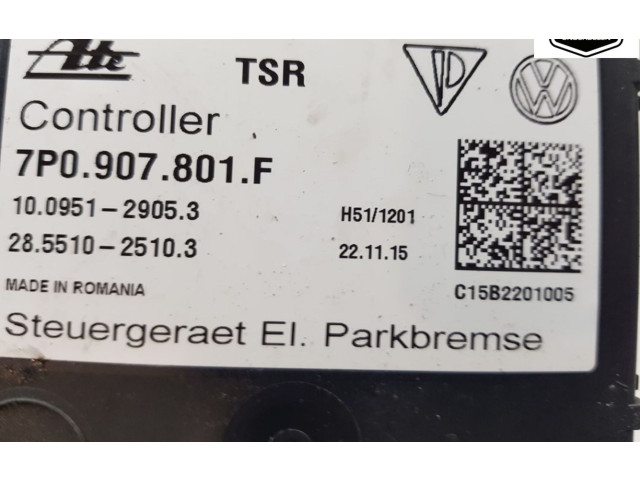 Ate TSR
Controller
7P0.907.801.F
10.0951-2905.3 H51/1201
28.5510-2510.3 22.11.15
MADE IN ROMANIA C15B2201005
Steuergeraet El. Parkbremse